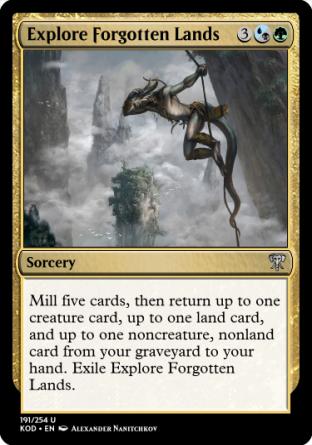 Explore Forgotten Lands 3
Sorcery
Mill five cards, then return up to one
creature card, up to one land card,
and up to one noncreature, nonland
card from your graveyard to your
hand. Exile Explore Forgotten
Lands.
191/254 U
KOD • EN Alexander Nanitchkov